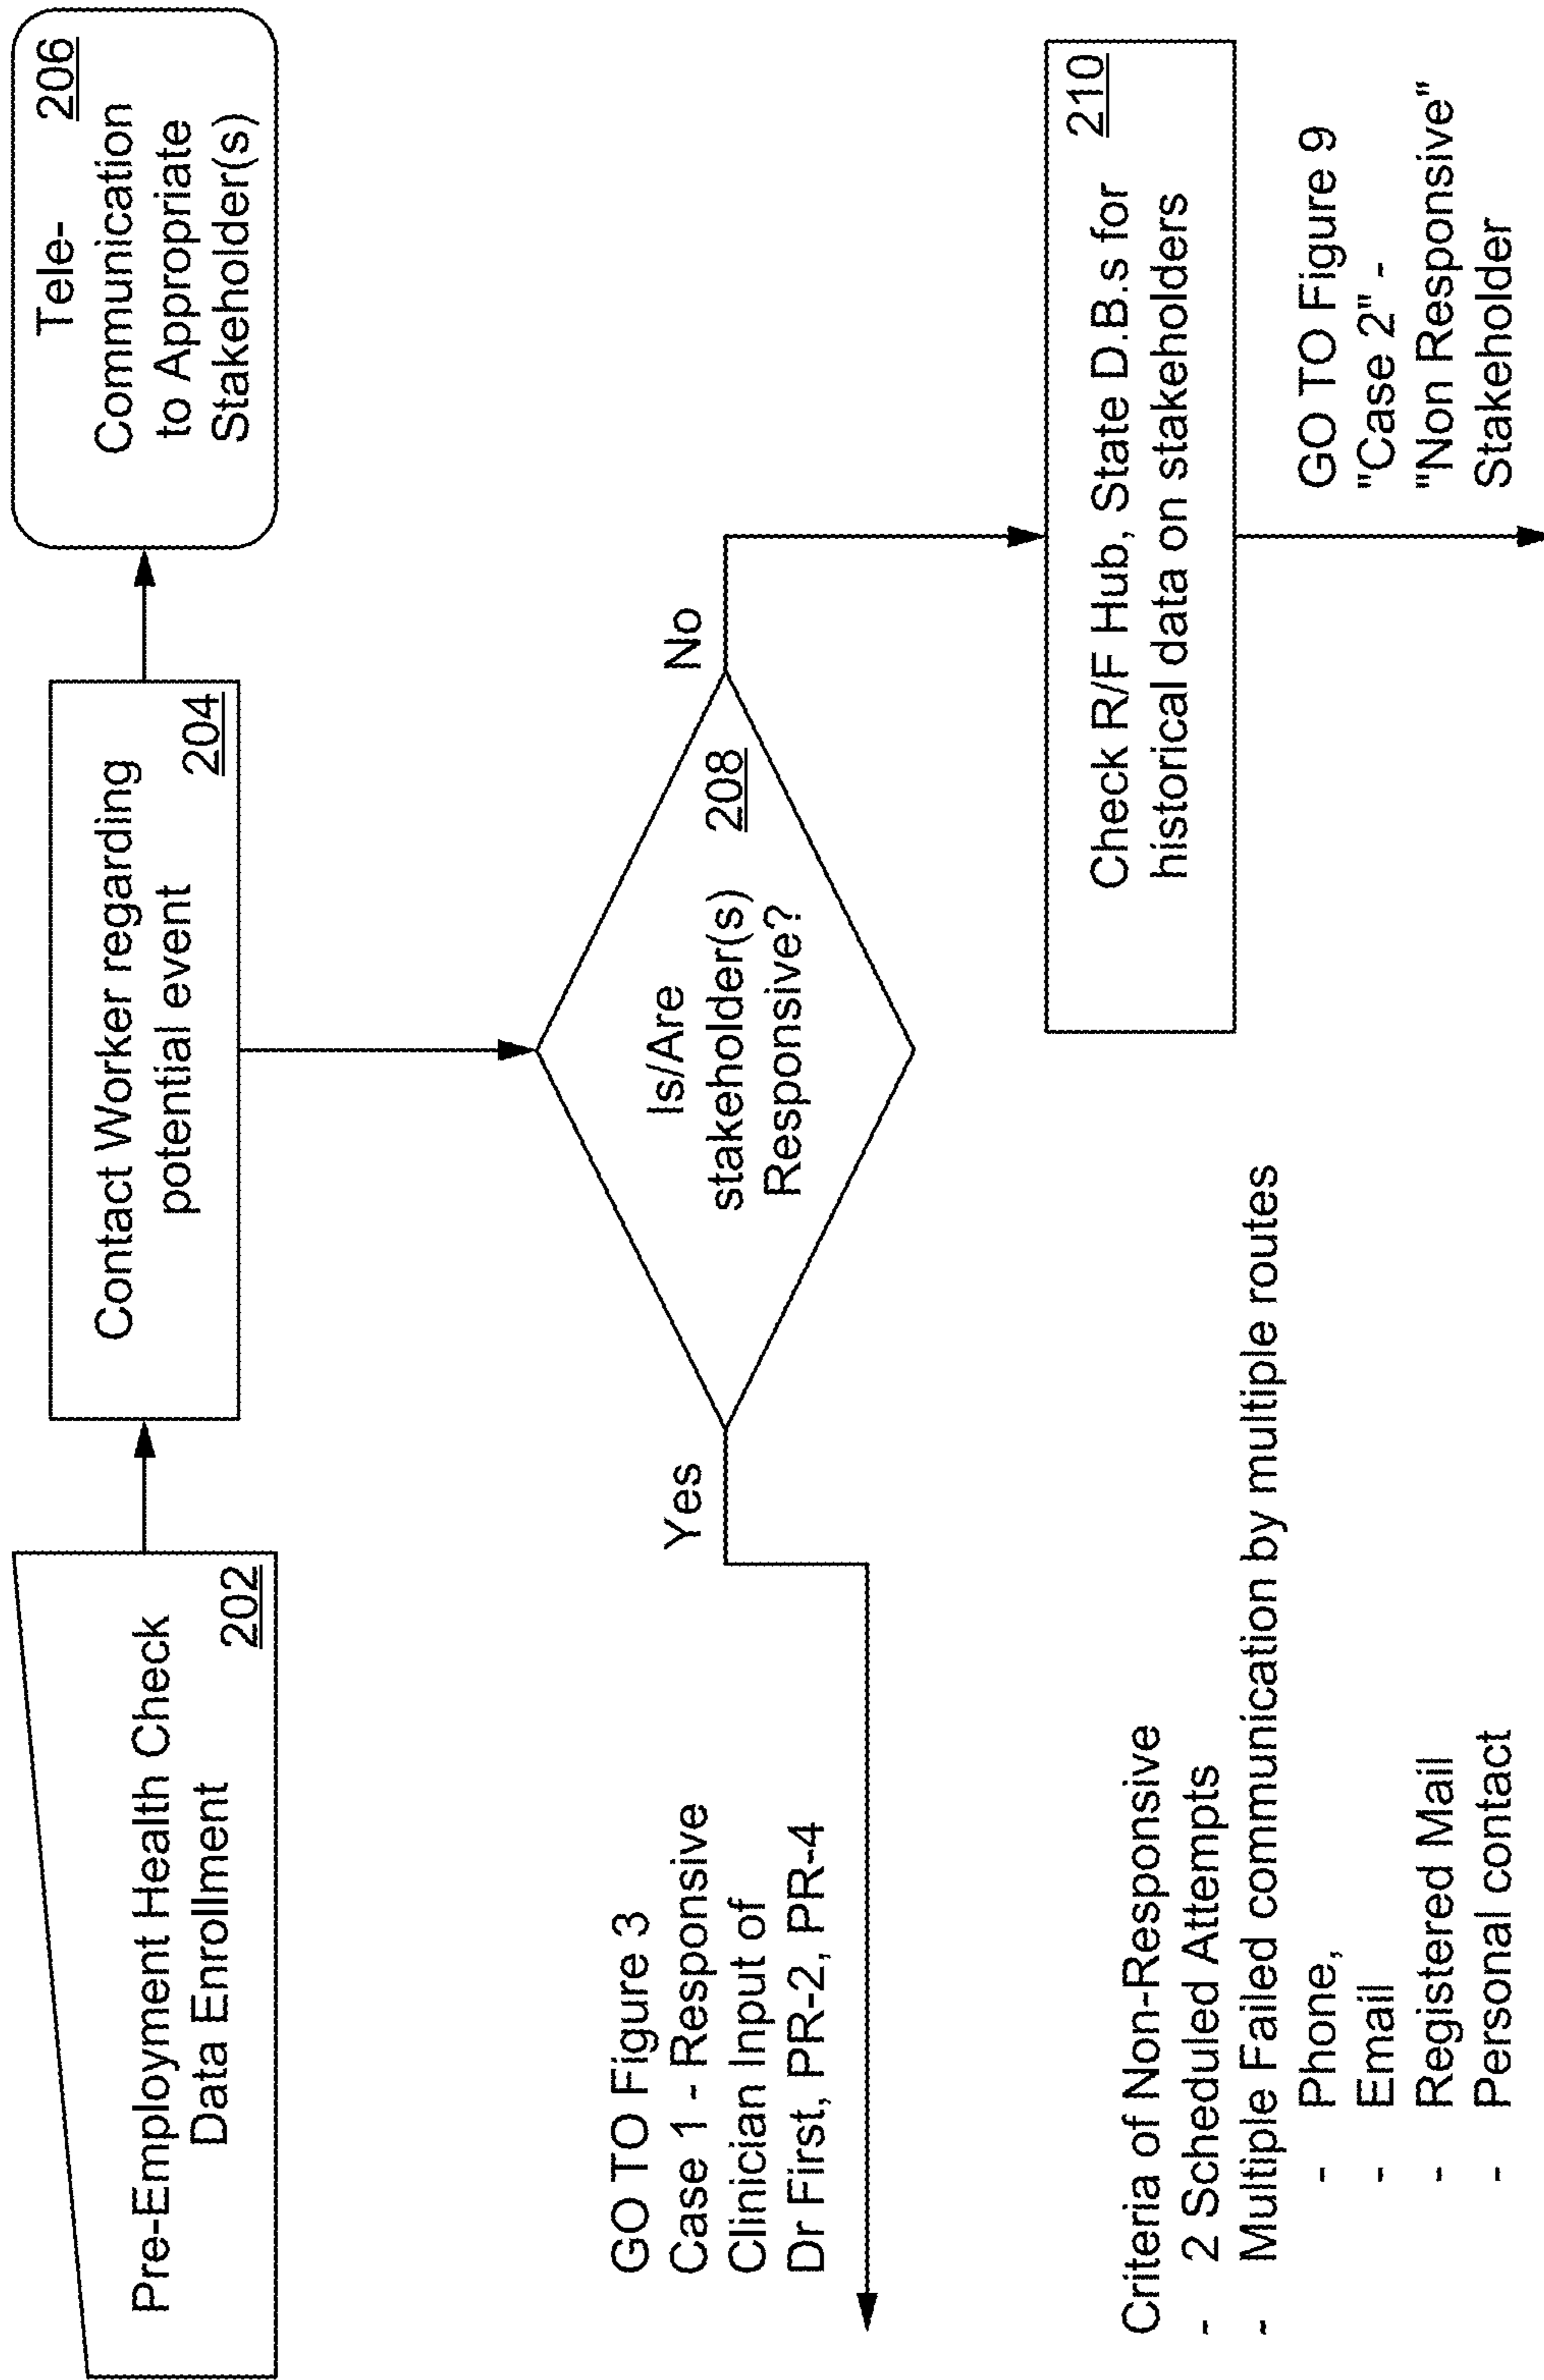 Pre-Employment Health Check
Data Enrollment
202
Contact Worker regarding
potential event
204
Tele-
206
Communication
to Appropriate
Stakeholder(s)
Is/Are
stakeholder(s)
Responsive?
208
Yes
No
GO TO Figure 3
Case 1 - Responsive
Clinician Input of
Dr First, PR-2, PR-4
210
Check R/F Hub, State D.B.s for
historical data on stakeholders
GO TO Figure 9
"Case 2" -
"Non Responsive"
Stakeholder
Criteria of Non-Responsive
- 2 Scheduled Attempts
- Multiple Failed communication by multiple routes
- Phone,
- Email
- Registered Mail
- Personal contact